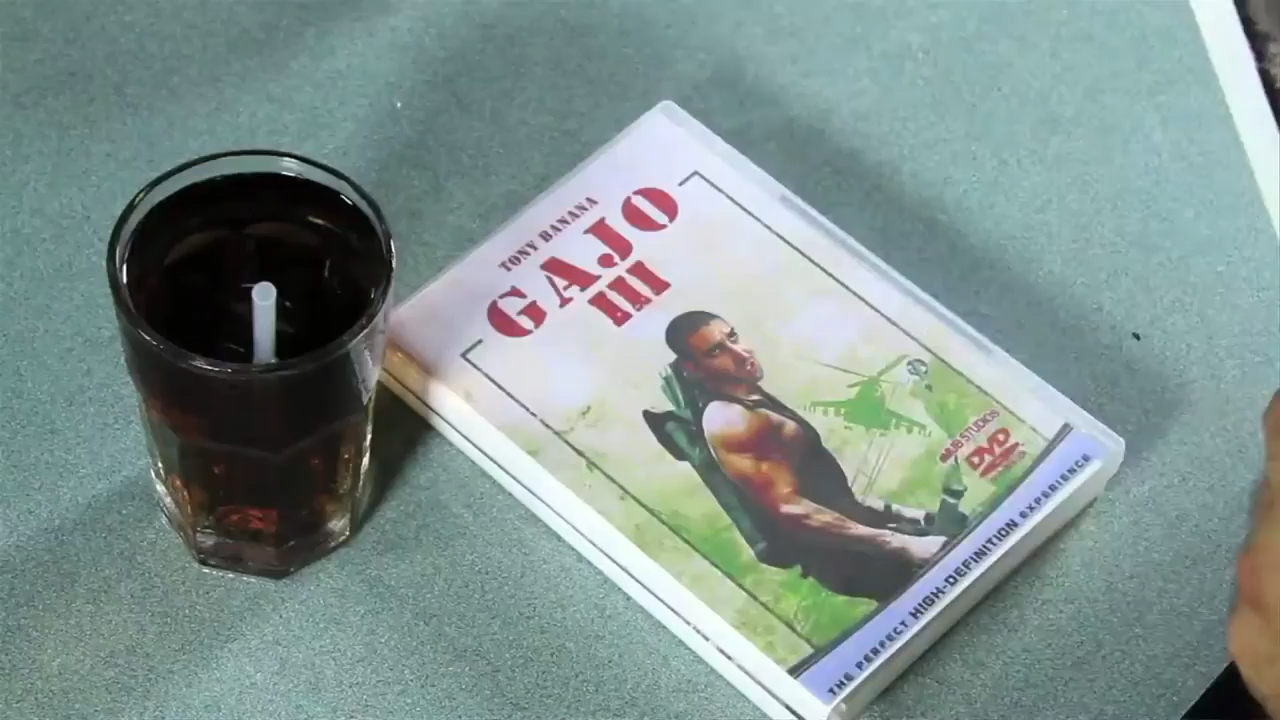 TONY BANANA
GAJO
III
STUDIOS
DVD
THE PERFECT HIGH-DEFINITION EXPERIENCE